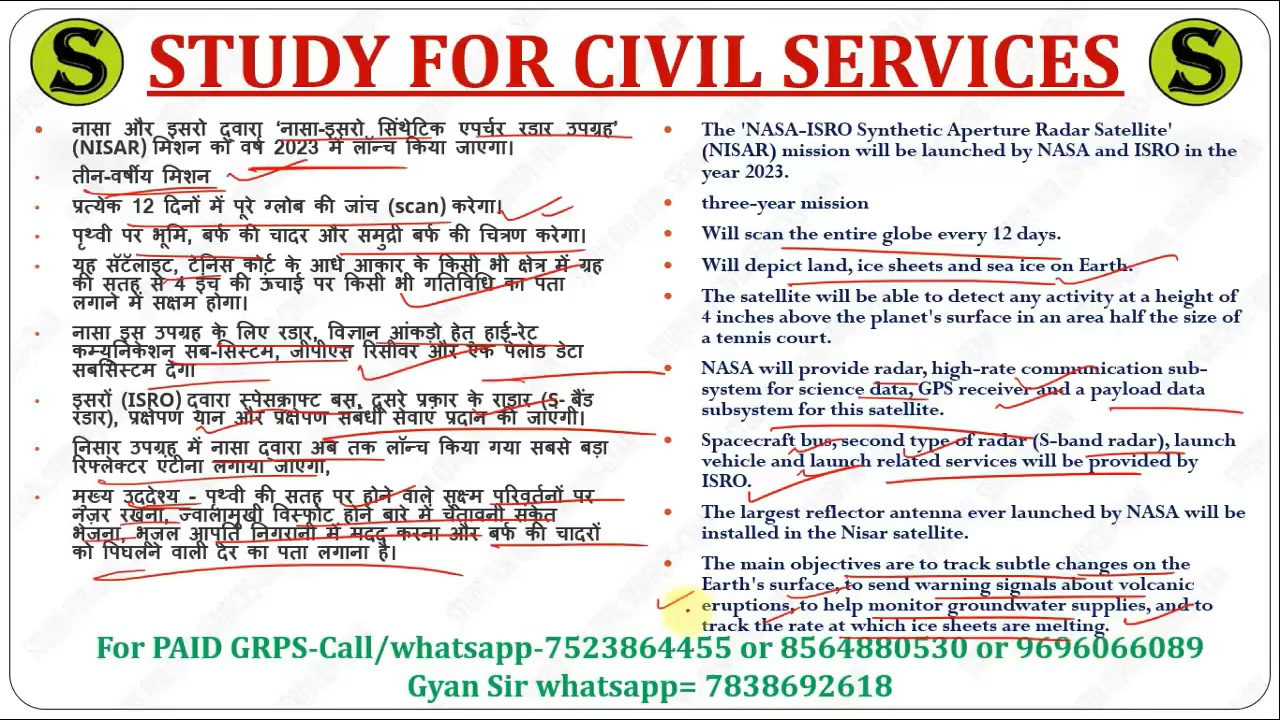 STUDY FOR CIVIL SERVICES
S
S
• नासा और इसरो द्वारा ‘नासा-इसरो सिंथेटिक एपर्चर रडार उपग्रह’
(NISAR) मिशन को वर्ष 2023 में लॉन्च किया जाएगा।
• तीन-वर्षीय मिशन
• प्रत्येक 12 दिनों में पूरे ग्लोब की जांच (scan) करेगा।
• पृथ्वी पर भूमि, बर्फ की चादर और समुद्री बर्फ की चित्रण करेगा।
• यह सॅटॅलाइट, टेनिस कोर्ट के आधे आकार के किसी भी क्षेत्र में ग्रह
की सतह से 4 इंच की ऊंचाई पर किसी भी गतिविधि का पता
लगाने में सक्षम होगा।
• नासा इस उपग्रह के लिए रडार, विज्ञान आंकड़ो हेतु हाई-रेट
कम्युनिकेशन सब-सिस्टम, जीपीएस रिसीवर और एक पेलोड डेटा
सबसिस्टम देगा
• इसरों (ISRO) द्वारा स्पेसक्राफ्ट बस, दूसरे प्रकार के राडार (S- बैंड
रडार), प्रक्षेपण यान और प्रक्षेपण संबंधी सेवाएं प्रदान की जाएंगी।
• निसार उपग्रह में नासा द्वारा अब तक लॉन्च किया गया सबसे बड़ा
रिफ्लेक्टर एंटीना लगाया जाएगा,
• मुख्य उद्देश्य - पृथ्वी की सतह पर होने वाले सूक्ष्म परिवर्तनों पर
नज़र रखना, ज्वालामुखी विस्फोट होने बारे में चेतावनी संकेत
भेजना, भूजल आपूर्ति निगरानी में मदद करना और बर्फ की चादरों
को पिघलने वाली देर का पता लगाना है।
• The 'NASA-ISRO Synthetic Aperture Radar Satellite'
(NISAR) mission will be launched by NASA and ISRO in the
year 2023.
• three-year mission
• Will scan the entire globe every 12 days.
• Will depict land, ice sheets and sea ice on Earth.
• The satellite will be able to detect any activity at a height of
4 inches above the planet's surface in an area half the size of
a tennis court.
• NASA will provide radar, high-rate communication sub-
system for science data, GPS receiver and a payload data
subsystem for this satellite.
• Spacecraft bus, second type of radar (S-band radar), launch
vehicle and launch related services will be provided by
ISRO.
• The largest reflector antenna ever launched by NASA will be
installed in the Nisar satellite.
• The main objectives are to track subtle changes on the
Earth's surface, to send warning signals about volcanic
eruptions, to help monitor groundwater supplies, and to
track the rate at which ice sheets are melting.
For PAID GRPS-Call/whatsapp-7523864455 or 8564880530 or 9696066089
Gyan Sir whatsapp= 7838692618